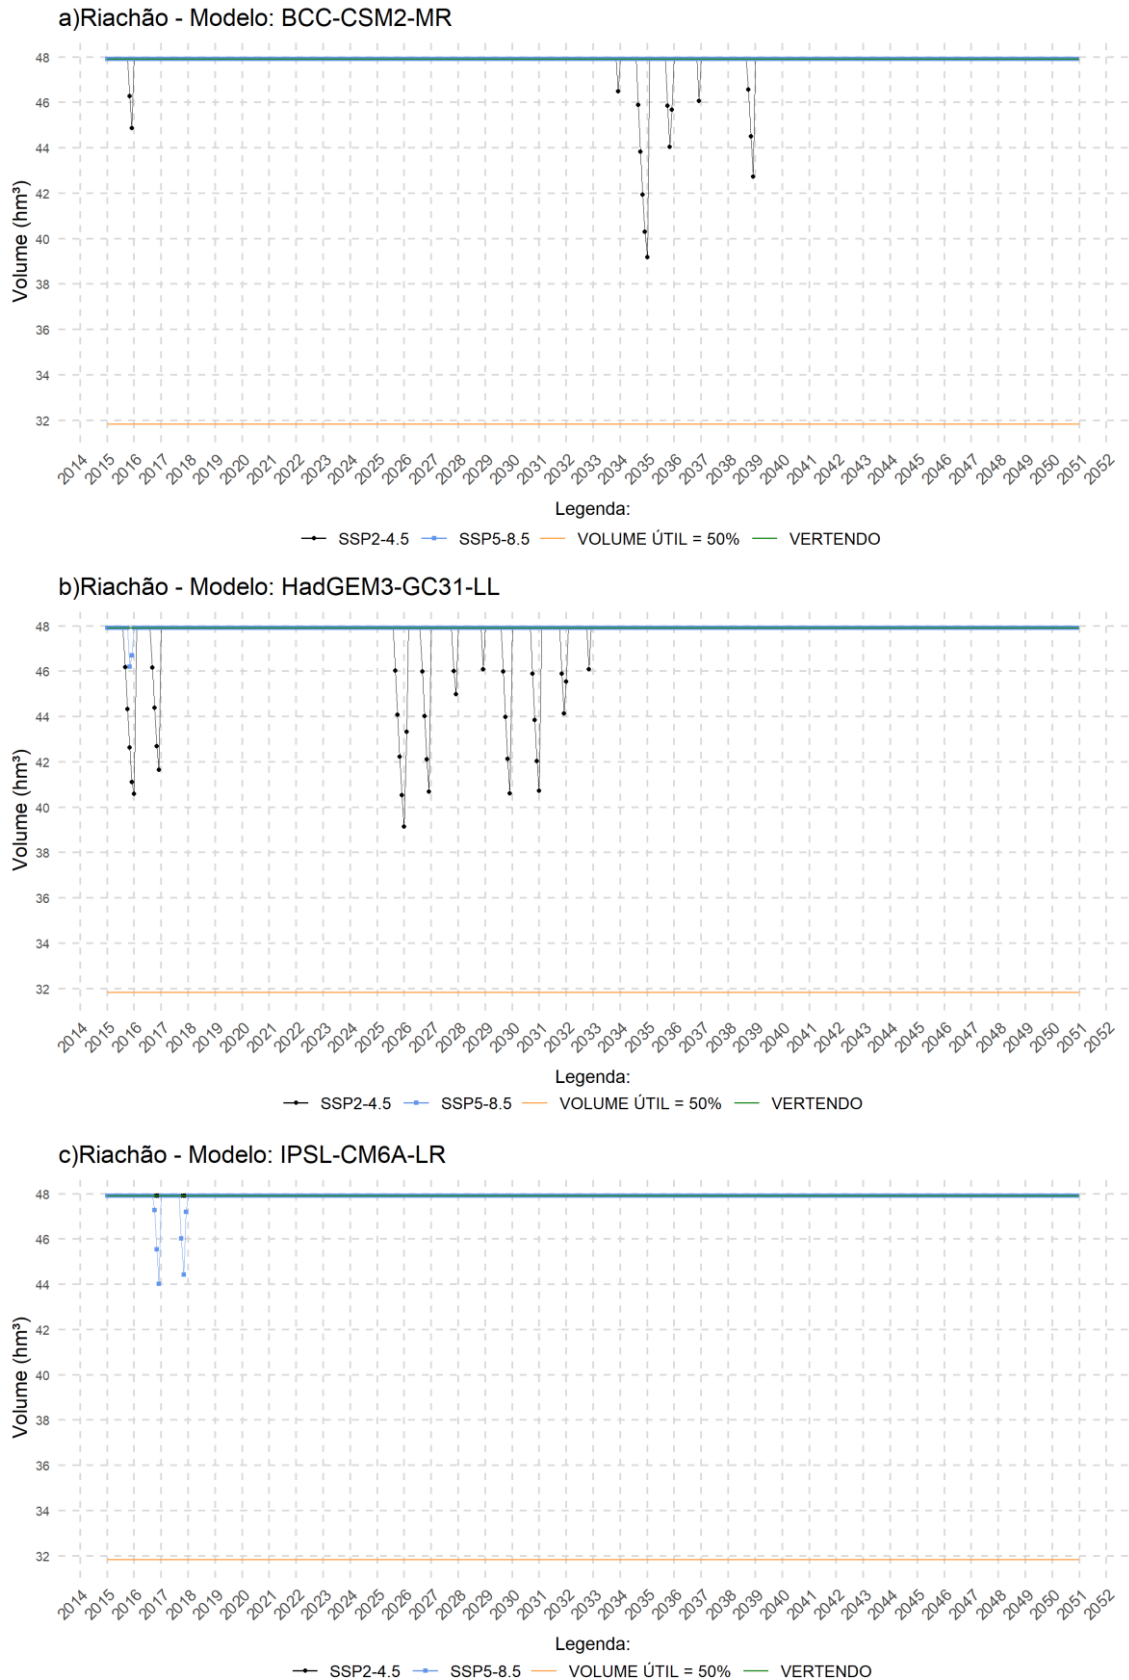 a)Riachão - Modelo: BCC-CSM2-MR
Volume (hm³)
48
46
44
42
40
38
36
34
32
2014 2015 2016 2017 2018 2019 2020 2021 2022 2023 2024 2025 2026 2027 2028 2029 2030 2031 2032 2033 2034 2035 2036 2037 2038 2039 2040 2041 2042 2043 2044 2045 2046 2047 2048 2049 2050 2051 2052
Legenda:
SSP2-4.5 SSP5-8.5 VOLUME ÚTIL = 50% VERTENDO
b)Riachão - Modelo: HadGEM3-GC31-LL
Volume (hm³)
48
46
44
42
40
38
36
34
32
2014 2015 2016 2017 2018 2019 2020 2021 2022 2023 2024 2025 2026 2027 2028 2029 2030 2031 2032 2033 2034 2035 2036 2037 2038 2039 2040 2041 2042 2043 2044 2045 2046 2047 2048 2049 2050 2051 2052
Legenda:
SSP2-4.5 SSP5-8.5 VOLUME ÚTIL = 50% VERTENDO
c)Riachão - Modelo: IPSL-CM6A-LR
Volume (hm³)
48
46
44
42
40
38
36
34
32
2014 2015 2016 2017 2018 2019 2020 2021 2022 2023 2024 2025 2026 2027 2028 2029 2030 2031 2032 2033 2034 2035 2036 2037 2038 2039 2040 2041 2042 2043 2044 2045 2046 2047 2048 2049 2050 2051 2052
Legenda:
SSP2-4.5 SSP5-8.5 VOLUME ÚTIL = 50% VERTENDO